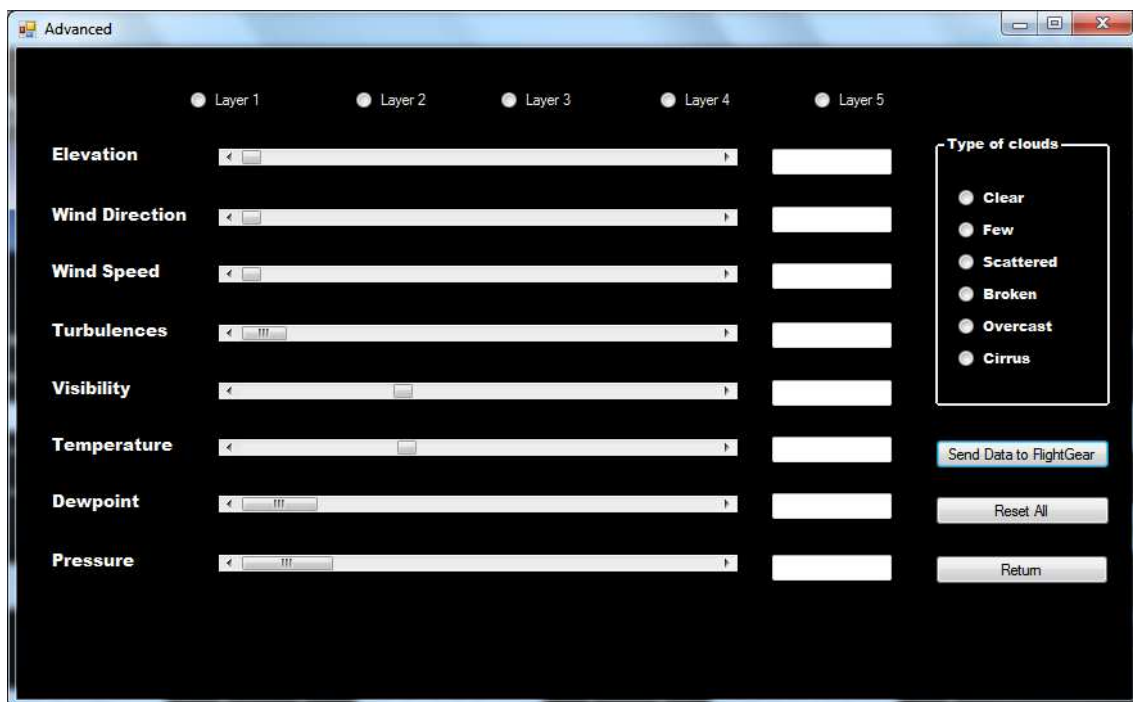 Advanced
Layer 1 Layer 2 Layer 3 Layer 4 Layer 5
Elevation
Wind Direction
Wind Speed
Turbulences
Visibility
Temperature
Dewpoint
Pressure
Type of clouds
Clear
Few
Scattered
Broken
Overcast
Cirrus
Send Data to FlightGear
Reset All
Return